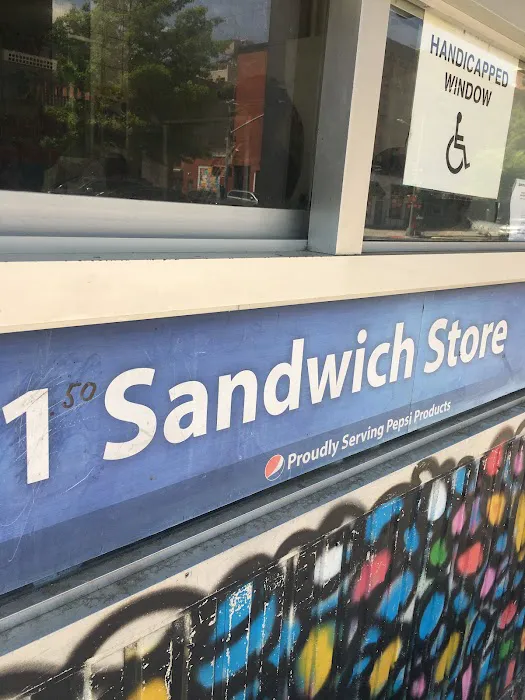 HANDICAPPED
WINDOW
1.50 Sandwich Store
Proudly Serving Pepsi Products